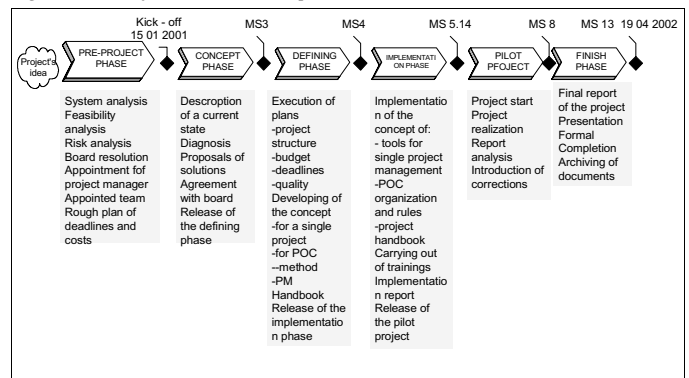 Kick - off
15 01 2001
MS3
MS4
MS 5.14
MS 8
MS 13
19 04 2002
Project's
idea
PRE-PROJECT
PHASE
CONCEPT
PHASE
DEFINING
PHASE
IMPLEMENTATI
ON PHASE
PILOT
PFOJECT
FINISH
PHASE
System analysis
Feasibility
analysis
Risk analysis
Board resolution
Appointment fof
project manager
Appointed team
Rough plan of
deadlines and
costs
Descroption
of a current
state
Diagnosis
Proposals of
solutions
Agreement
with board
Release of
the defining
phase
Execution of
plans
-project
structure
-budget
-deadlines
-quality
Developing of
the concept
-for a single
project
-for POC
--method
-PM
Handbook
Release of the
implementatio
n phase
Implementatio
n of the
concept of:
- tools for
single project
management
-POC
organization
and rules
-project
handbook
Carrying out
of trainings
Implementatio
n report
Release of
the pilot
project
Project start
Project
realization
Report
analysis
Introduction of
corrections
Final report
of the project
Presentation
Formal
Completion
Archiving of
documents